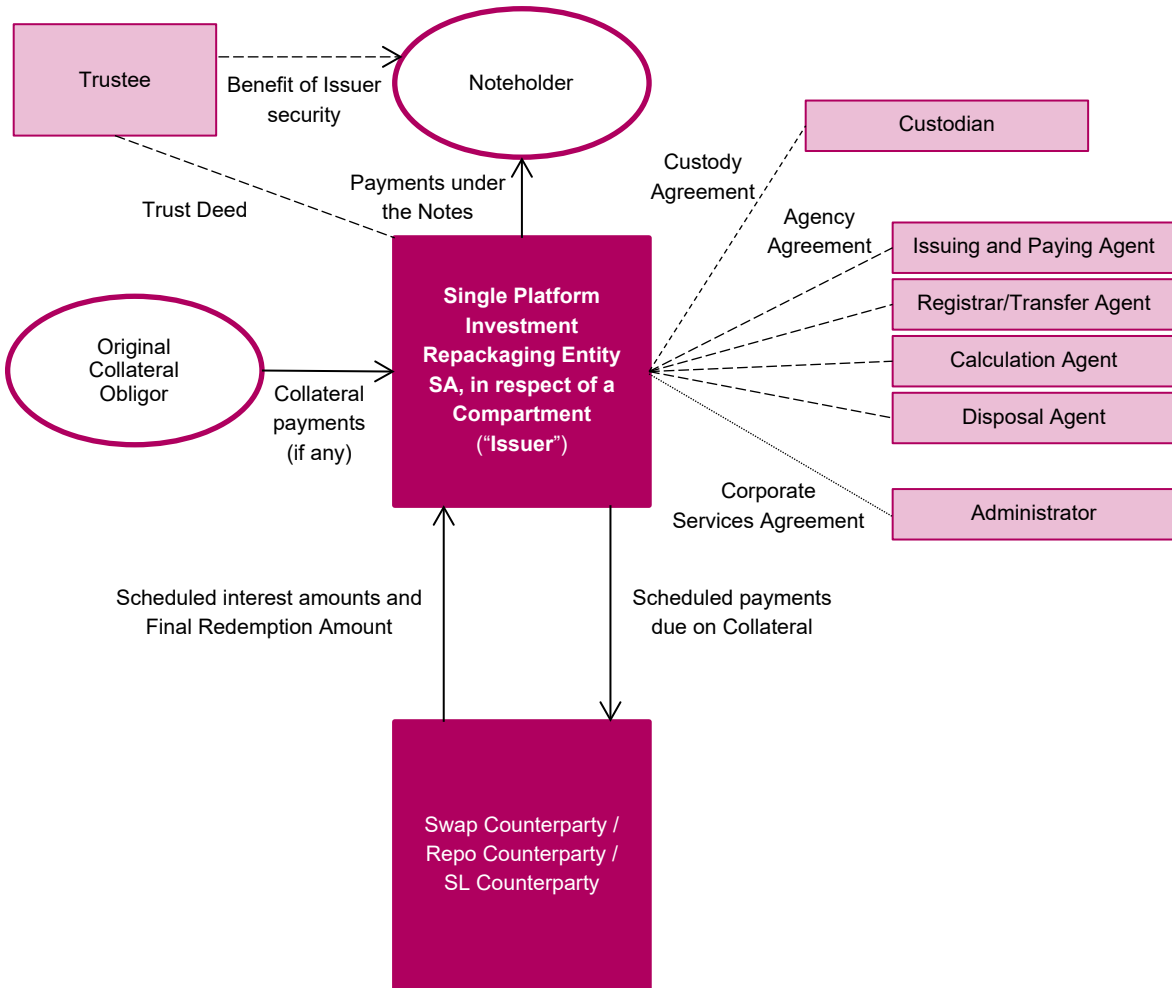 Trustee
Benefit of Issuer
security
Noteholder
Custodian
Custody
Agreement
Payments under
the Notes
Trust Deed
Agency
Agreement
Issuing and Paying Agent
Registrar/Transfer Agent
Calculation Agent
Disposal Agent
Single Platform
Investment
Repackaging Entity
SA, in respect of a
Compartment
(“Issuer”)
Original
Collateral
Obligor
Collateral
payments
(if any)
Corporate
Services Agreement
Administrator
Scheduled interest amounts and
Final Redemption Amount
Scheduled payments
due on Collateral
Swap Counterparty /
Repo Counterparty /
SL Counterparty